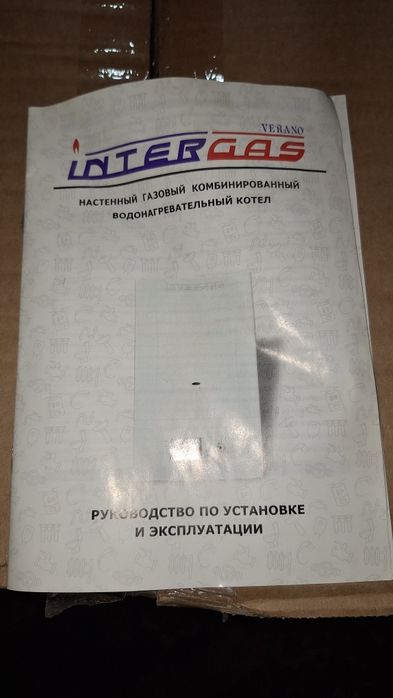 VERANO
INTERGAS
НАСТЕННЫЙ ГАЗОВЫЙ КОМБИНИРОВАННЫЙ
ВОДОНАГРЕВАТЕЛЬНЫЙ КОТЕЛ
РУКОВОДСТВО ПО УСТАНОВКЕ
И ЭКСПЛУАТАЦИИ